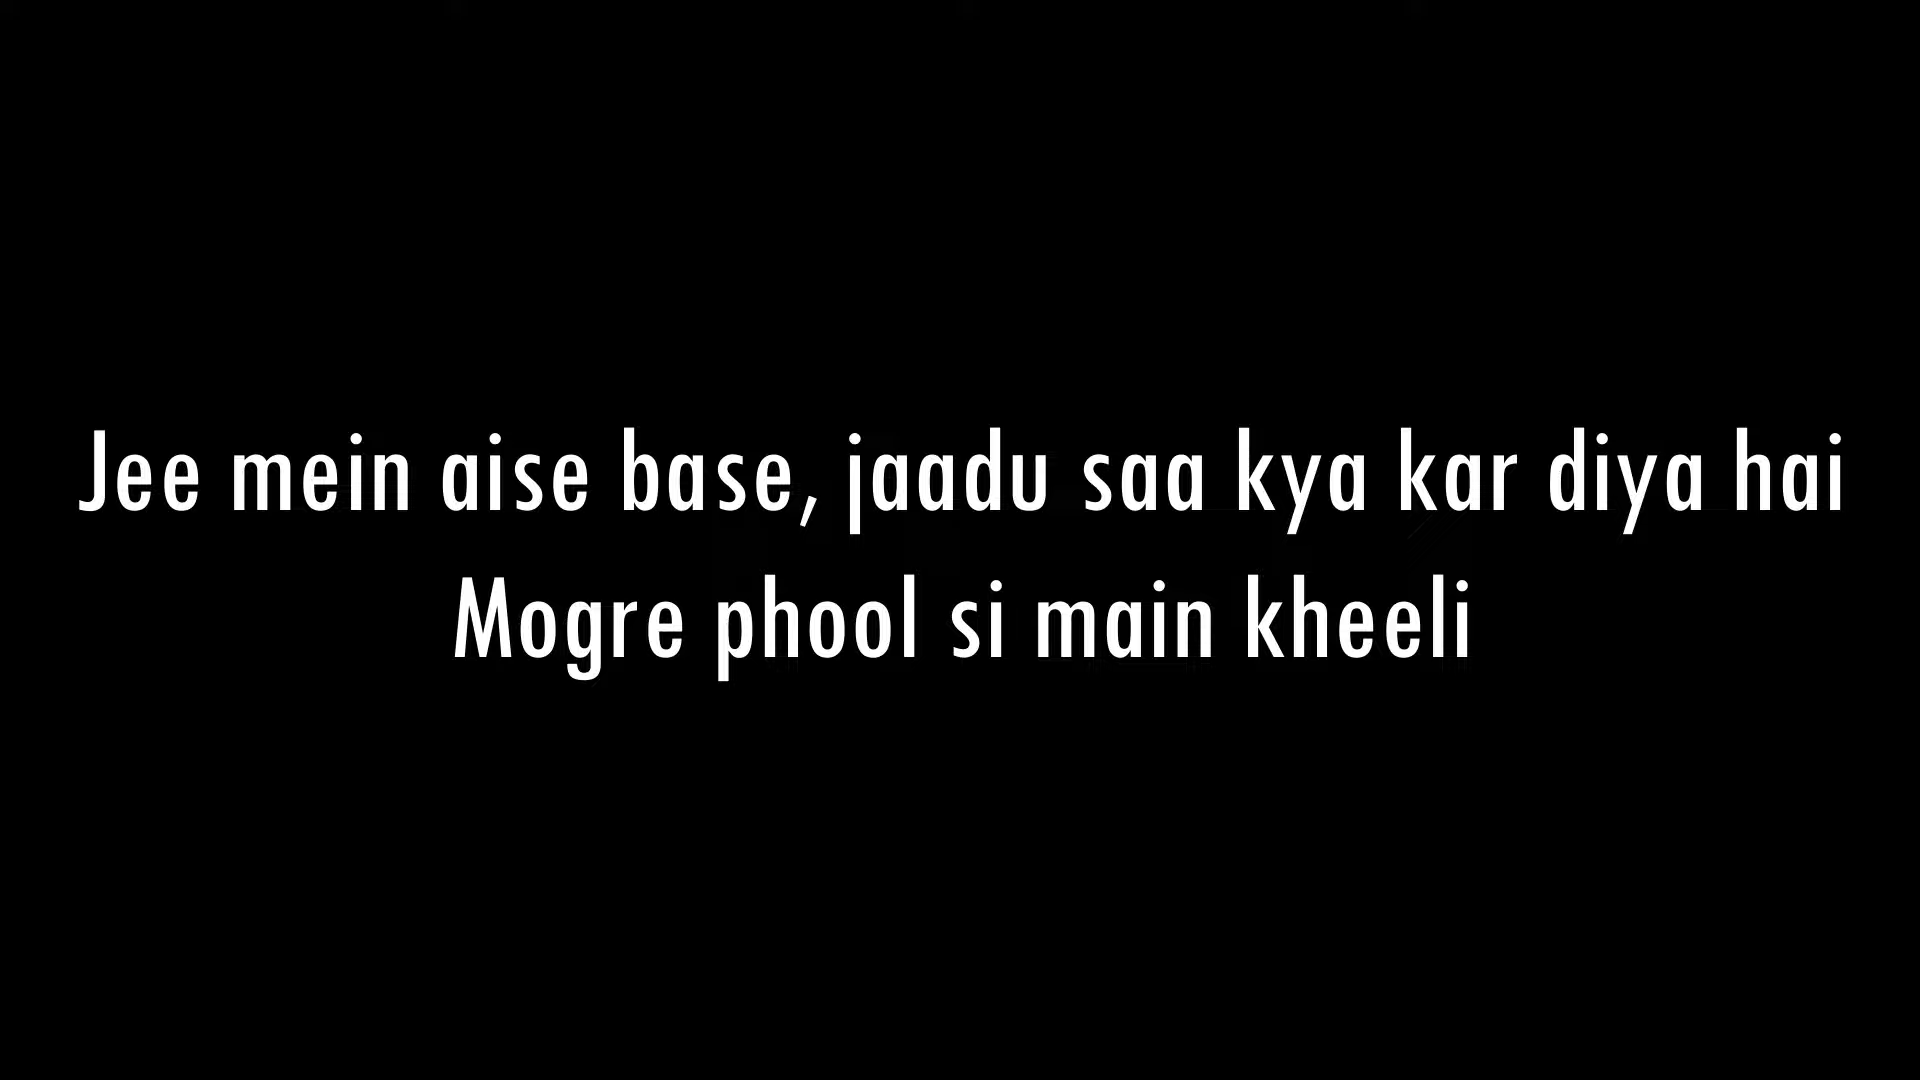 Jee mein aise base, jaadu saa kya kar diya hai
Mogre phool si main kheeli